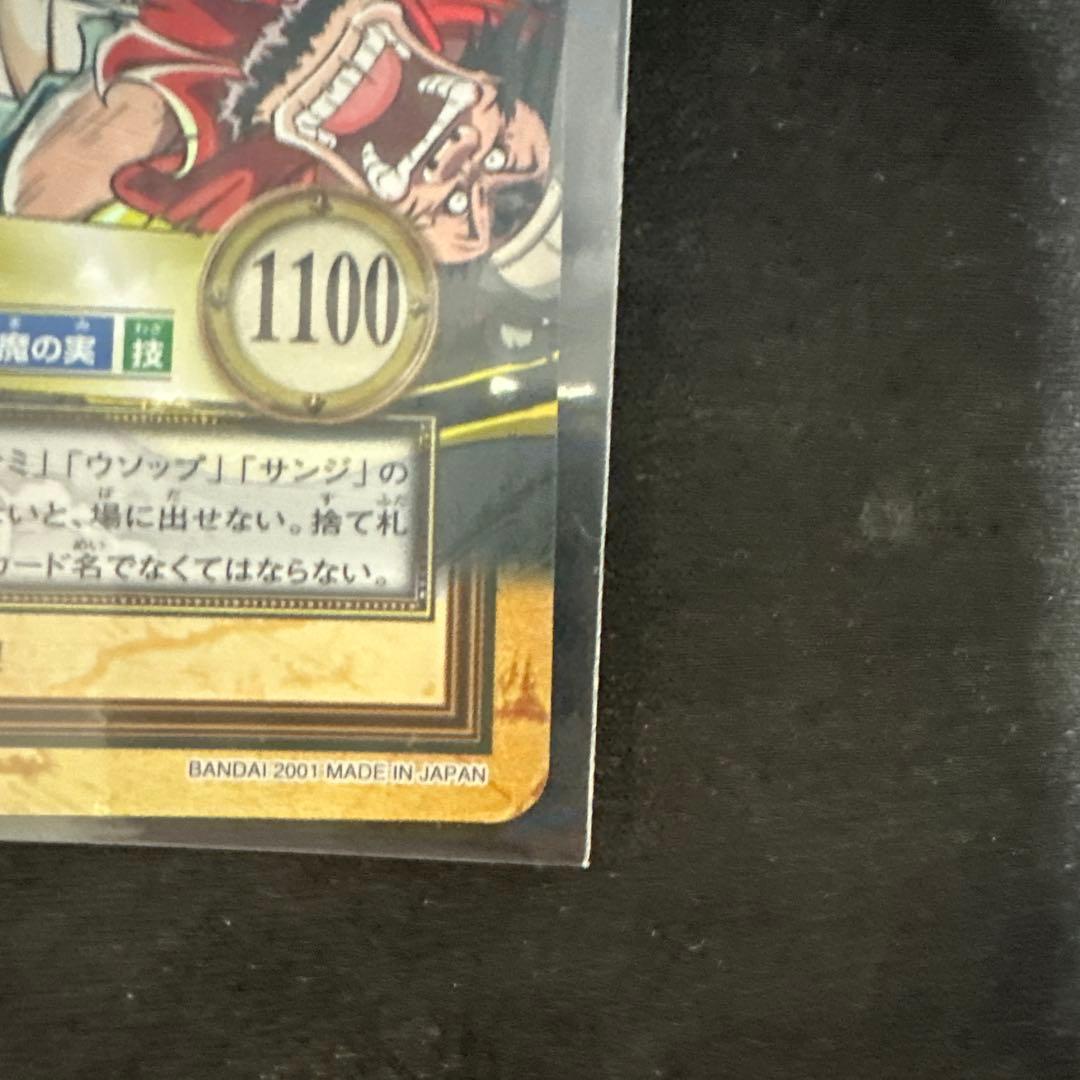 1100
魔の実 技
ミ」「ウソップ」「サンジ」の
いと、場に出せない。捨て札
カード名でなくてはならない。
BANDAI 2001 MADE IN JAPAN